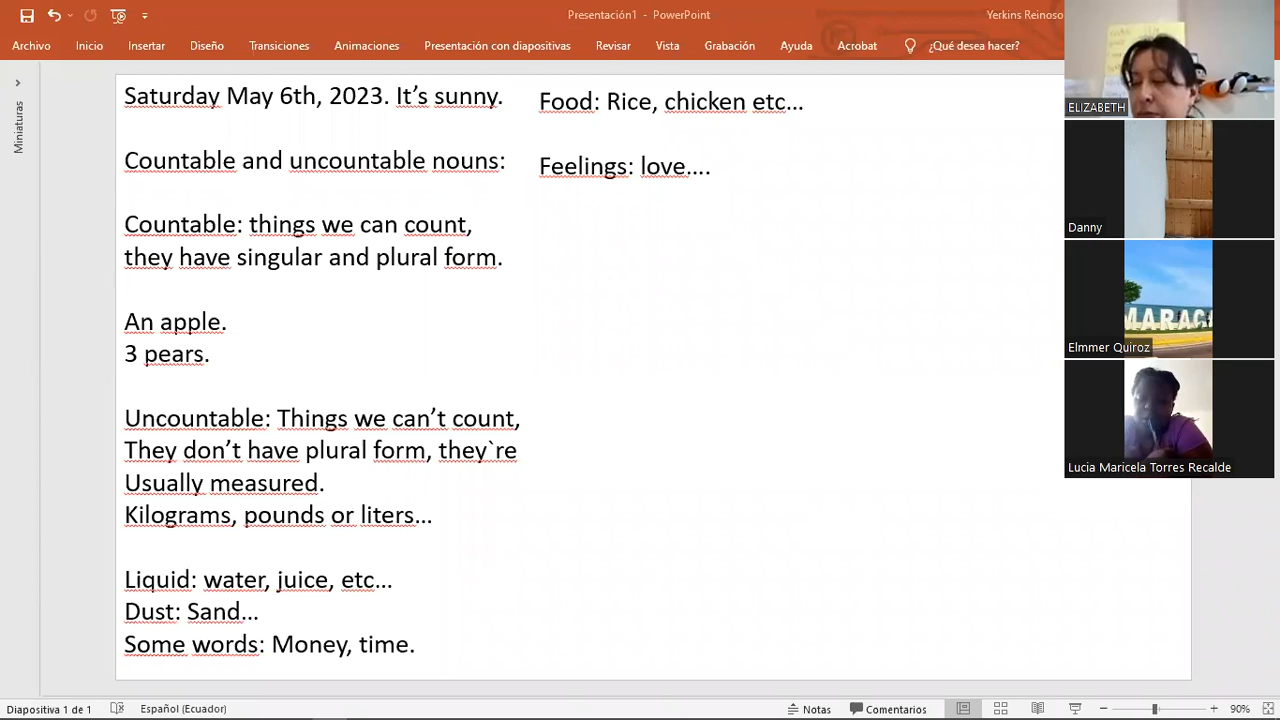 Presentación1 - PowerPoint
Yerkins Reinoso
Archivo
Inicio
Insertar
Diseño
Transiciones
Animaciones
Presentación con diapositivas
Revisar
Vista
Grabación
Ayuda
Acrobat
¿Qué desea hacer?
Miniaturas
Saturday May 6th, 2023. It’s sunny.
Countable and uncountable nouns:
Countable: things we can count,
they have singular and plural form.
An apple.
3 pears.
Uncountable: Things we can’t count,
They don’t have plural form, they`re
Usually measured.
Kilograms, pounds or liters…
Liquid: water, juice, etc…
Dust: Sand…
Some words: Money, time.
Food: Rice, chicken etc…
Feelings: love….
ELIZABETH
Danny
MARAC
Elmmer Quiroz
Lucia Maricela Torres Recalde
Diapositiva 1 de 1
Español (Ecuador)
Notas
Comentarios
90%